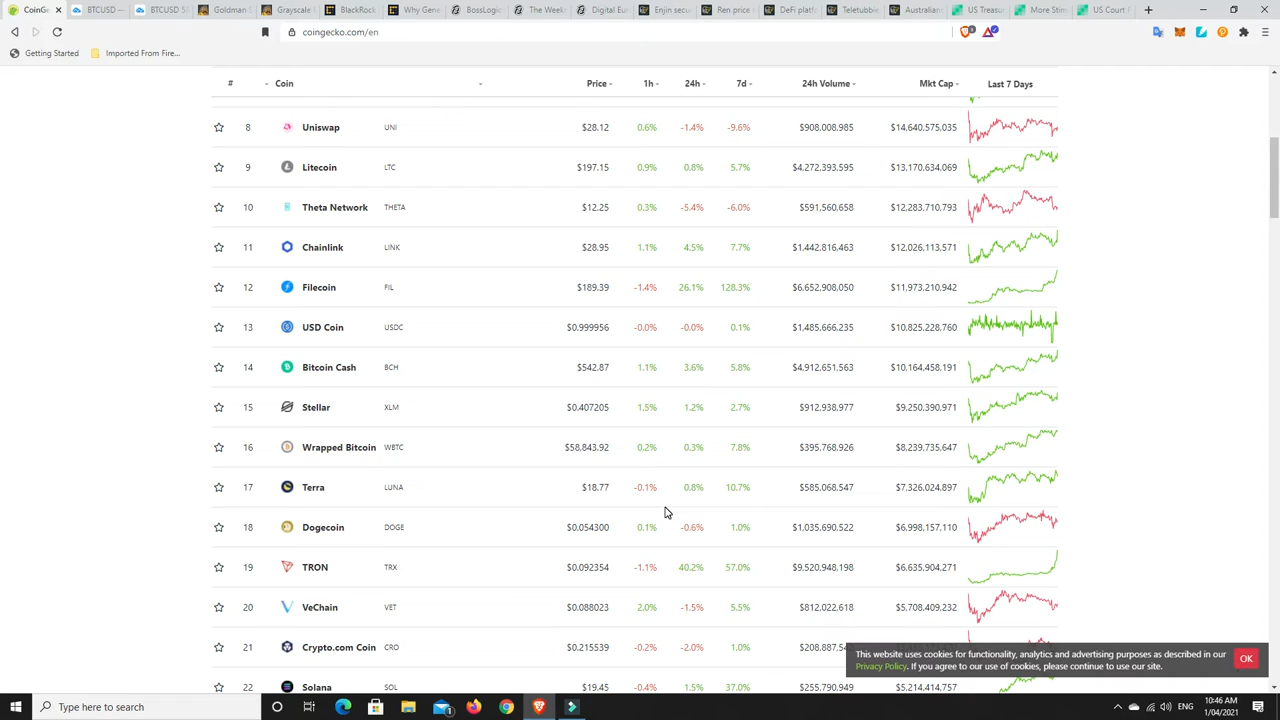 CoinGe
BTCUSD —
BTCUSD 5
Goldman
Grayscale
BlackRock
Why Gene
BossLogic
The Week
Digital Eu
Enjin secu
Ren price
DeFi platf
Teletubbie
Australian
US Treasu
More Stim
US Court
coingecko.com/en
Getting Started
Imported From Fire...
# Coin Price 1h 24h 7d 24h Volume Mkt Cap Last 7 Days
8 Uniswap UNI $28.12 0.6% -1.4% -9.6% $908,008,985 $14,640,575,035
9 Litecoin LTC $197.15 0.9% 0.8% 5.7% $4,272,393,595 $13,170,634,069
10 Theta Network THETA $12.25 0.3% -5.4% -6.0% $591,560,658 $12,283,710,793
11 Chainlink LINK $28.95 1.1% 4.5% 7.7% $1,442,816,463 $12,026,113,571
12 Filecoin FIL $189.39 -1.4% 26.1% 128.3% $6,652,908,050 $11,973,210,942
13 USD Coin USDC $0.999956 -0.0% -0.0% 0.1% $1,485,666,235 $10,825,228,760
14 Bitcoin Cash BCH $542.87 1.1% 3.6% 5.8% $4,912,651,563 $10,164,458,191
15 Stellar XLM $0.407205 1.5% 1.2% 2.7% $912,938,977 $9,250,390,971
16 Wrapped Bitcoin WBTC $58,843.92 0.2% 0.3% 7.8% $395,768,926 $8,239,735,647
17 Terra LUNA $18.77 -0.1% 0.8% 10.7% $585,068,547 $7,326,024,897
18 Dogecoin DOGE $0.054300 0.1% -0.6% 1.0% $1,035,690,522 $6,998,157,110
19 TRON TRX $0.092354 -1.1% 40.2% 57.0% $9,520,948,198 $6,635,904,271
20 VeChain VET $0.088023 2.0% -1.5% 5.5% $812,022,618 $5,708,409,232
21 Crypto.com Coin CRO $0.215539 -0.2% -2.0% 1.0% $208,887,5
22 Solana SOL $19.45 -0.4% 1.5% 37.0% $255,790,949 $5,214,414,757
This website uses cookies for functionality, analytics and advertising purposes as described in our
Privacy Policy. If you agree to our use of cookies, please continue to use our site.
OK
Type here to search
ENG
10:46 AM
1/04/2021